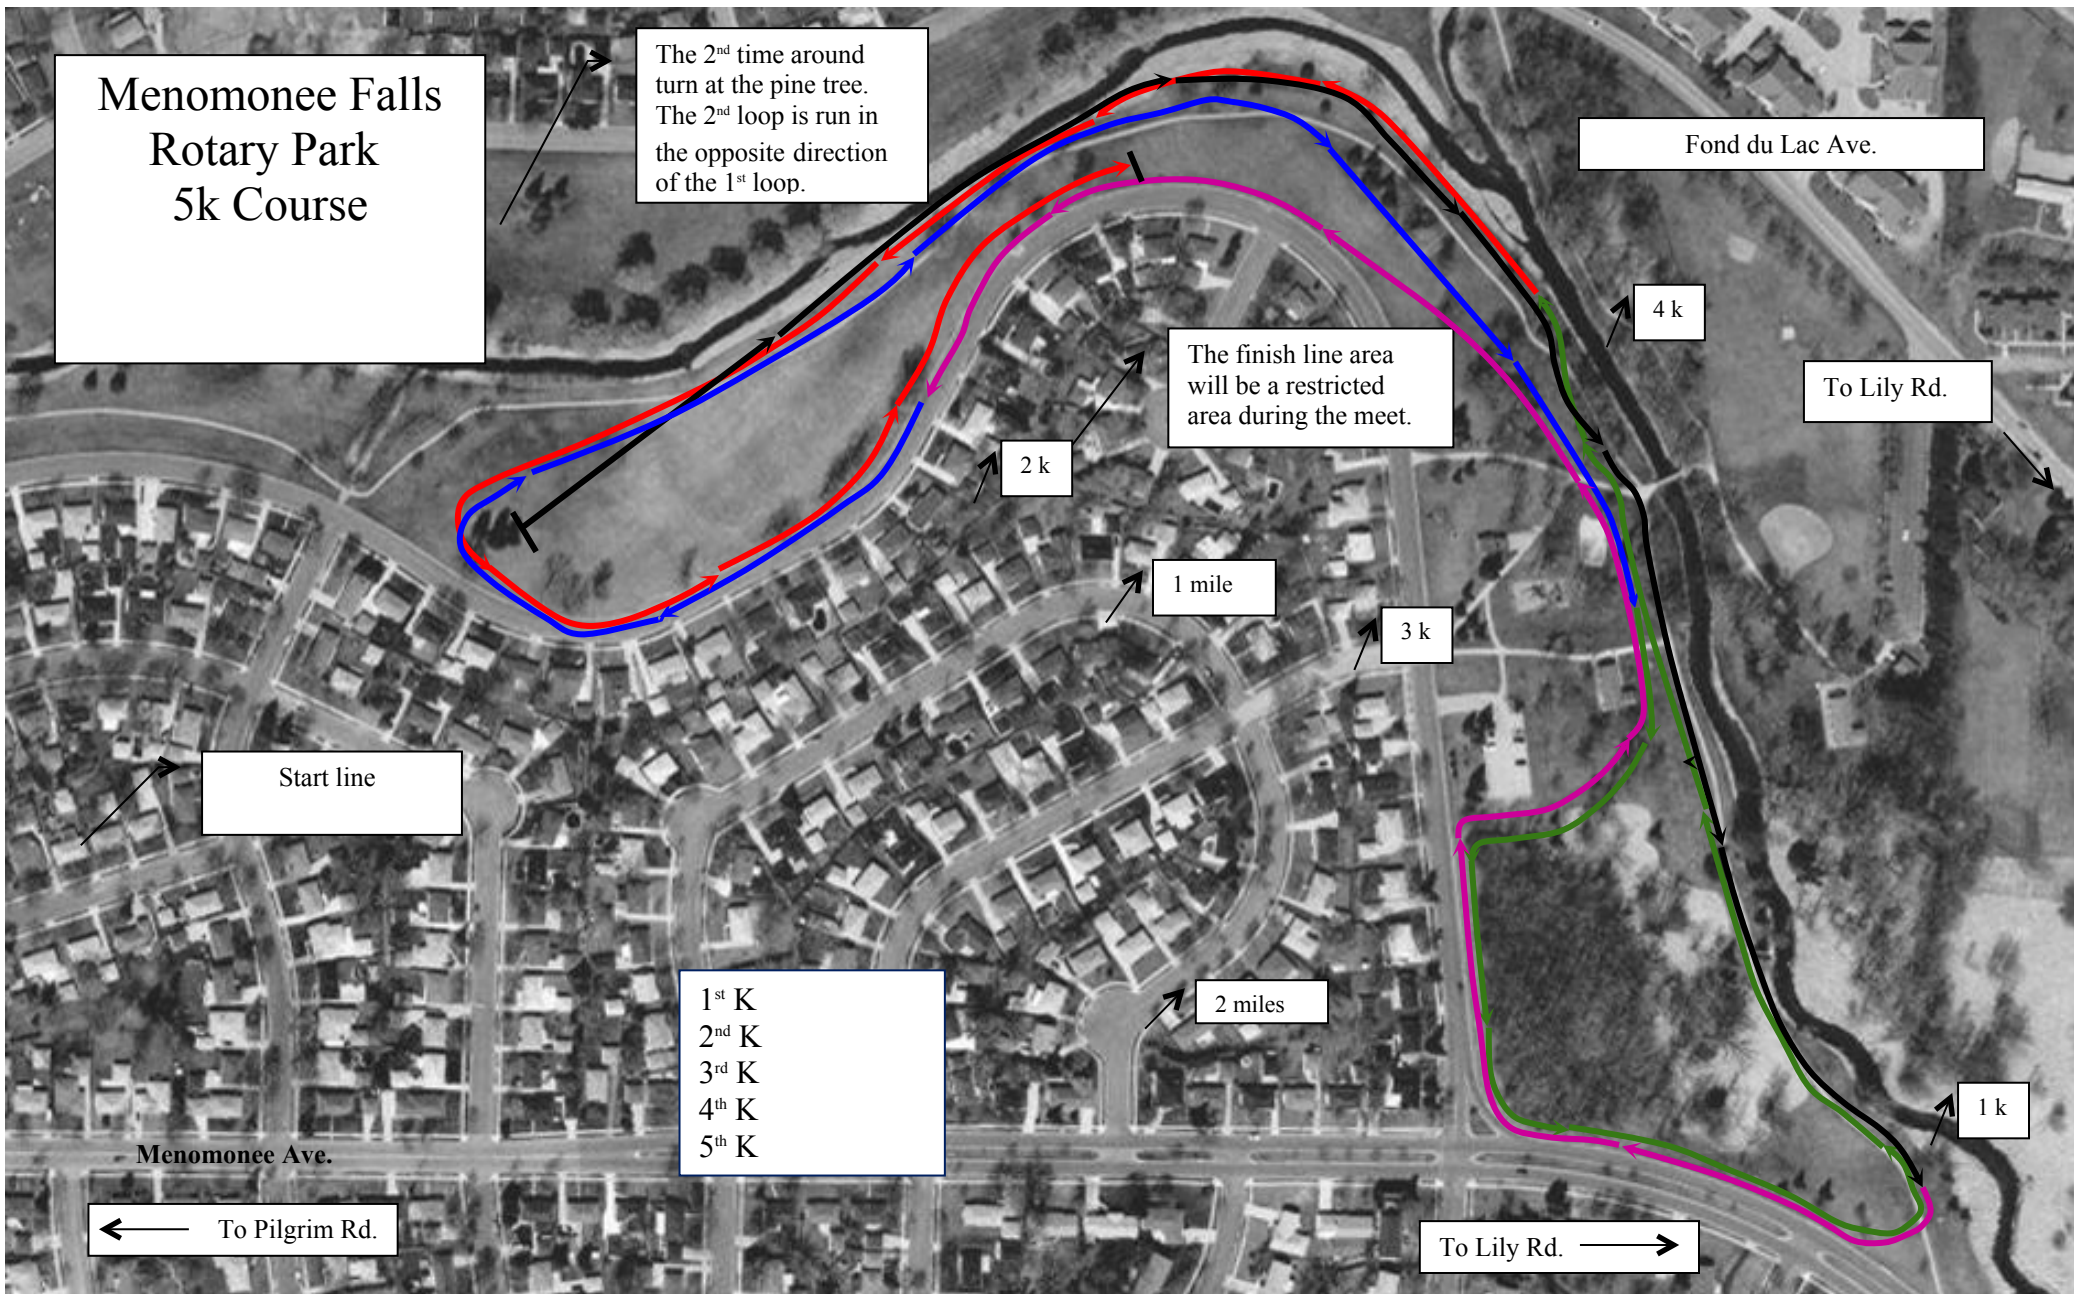 Menomonee Falls
Rotary Park
5k Course
The 2nd time around
turn at the pine tree.
The 2nd loop is run in
the opposite direction
of the 1st loop.
Fond du Lac Ave.
4 k
To Lily Rd.
The finish line area
will be a restricted
area during the meet.
2 k
1 mile
3 k
Start line
1st K
2nd K
3rd K
4th K
5th K
2 miles
1 k
Menomonee Ave.
To Pilgrim Rd.
To Lily Rd.